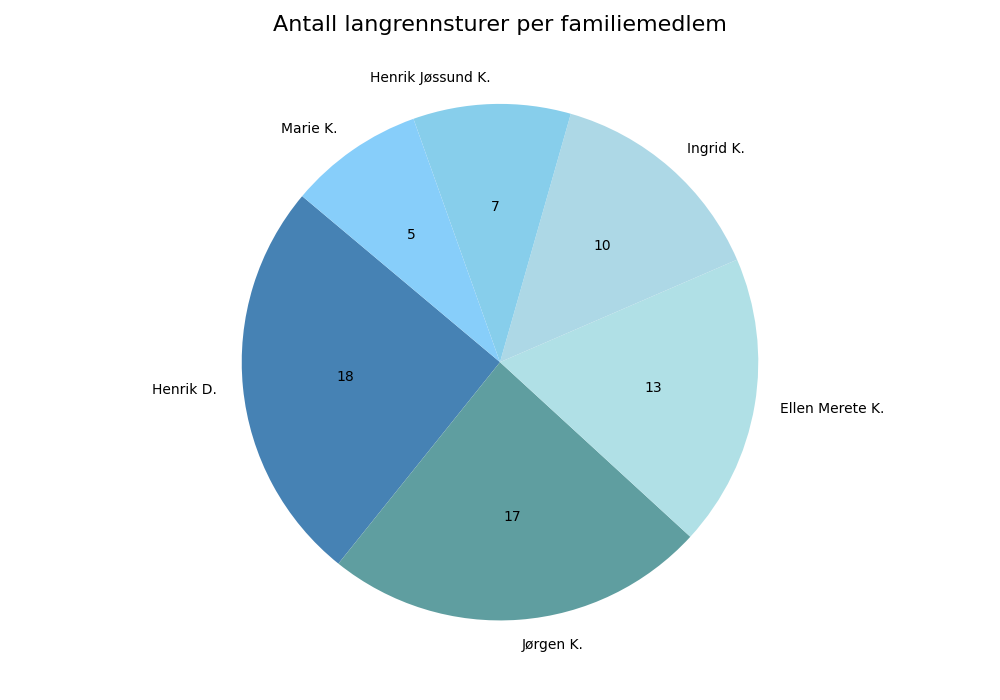 Antall langrennsturer per familiemedlem
Henrik Jøssund K.
Marie K.
Ingrid K.
7
5
10
18
Henrik D.
13
Ellen Merete K.
17
Jørgen K.